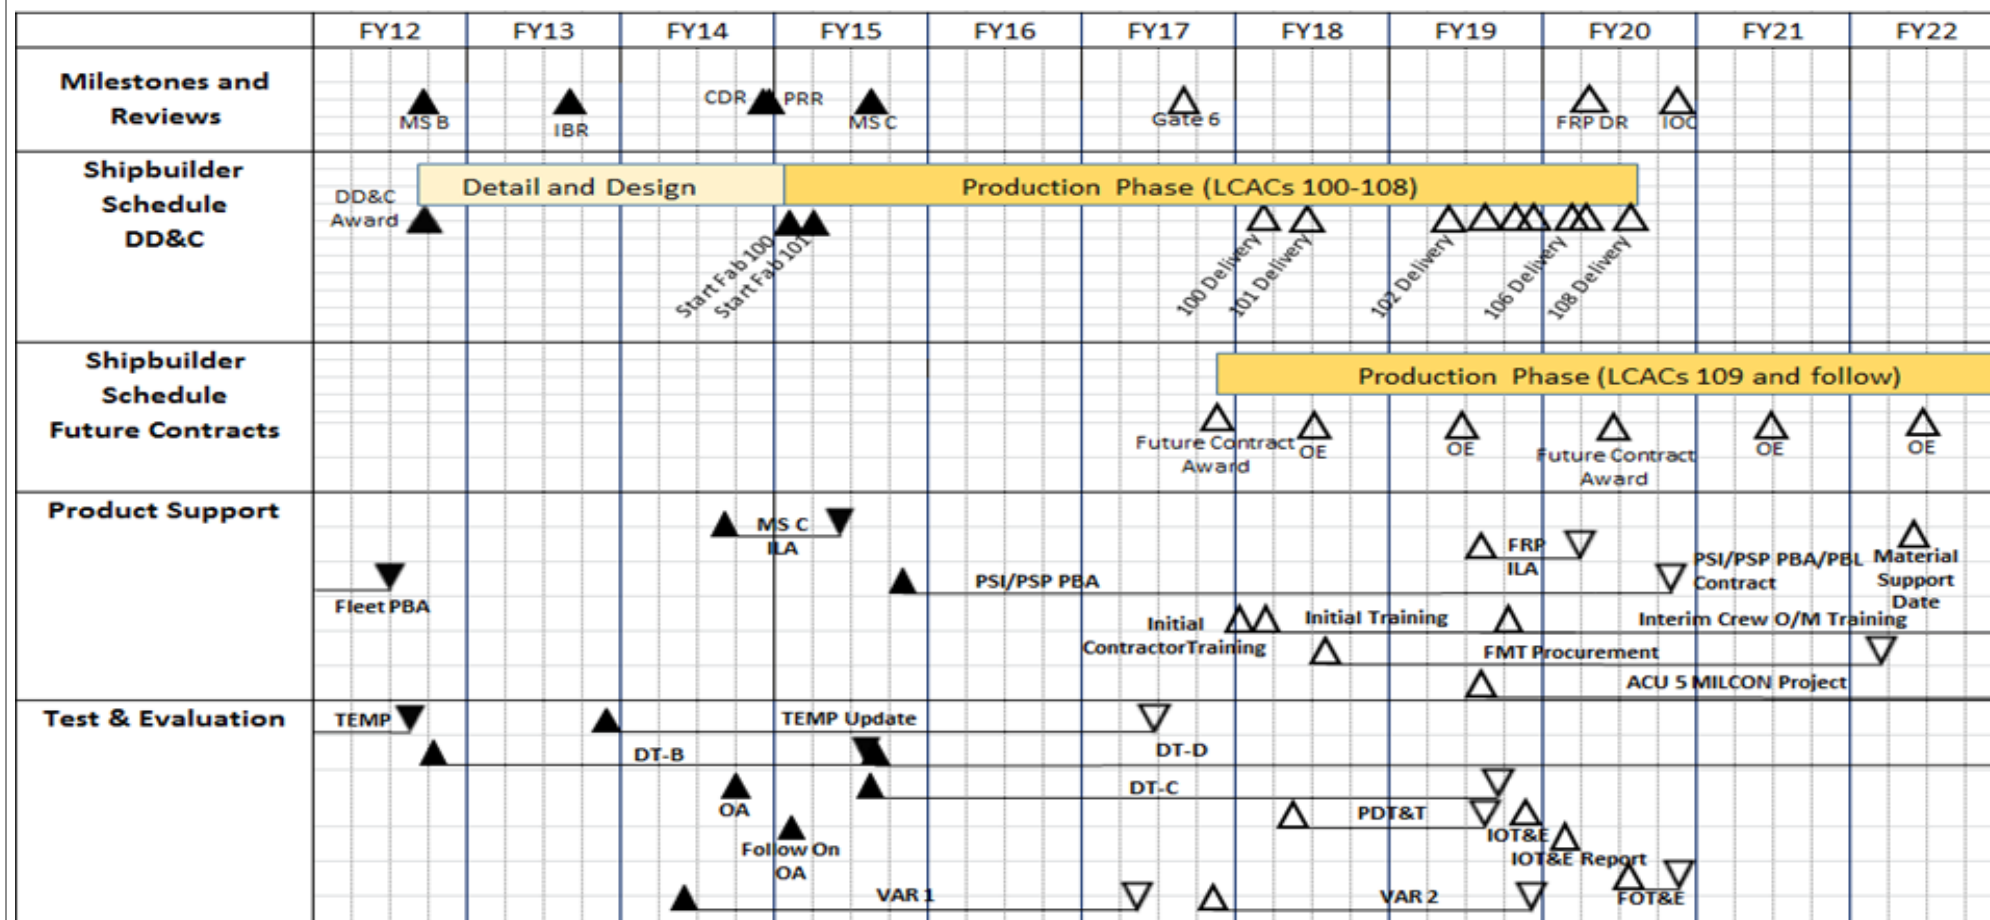 FY12 FY13 FY14 FY15 FY16 FY17 FY18 FY19 FY20 FY21 FY22
Milestones and
Reviews
CDR PRR
MS B IBR MS C Gate 6 FRP DR IOC
Shipbuilder
Schedule
DD&C
Detail and Design
Production Phase (LCACs 100-108)
DD&C
Award
Start Fab 100
Start Fab 101
100 Delivery
101 Delivery
102 Delivery
106 Delivery
108 Delivery
Shipbuilder
Schedule
Future Contracts
Production Phase (LCACs 109 and follow)
Future Contract
Award
OE
OE
Future Contract
Award
OE
OE
Product Support
MS C
ILA
FRP
ILA
PSI/PSP PBA/PBL
Contract
Material
Support
Date
Fleet PBA
PSI/PSP PBA
Initial
ContractorTraining
Initial Training
Interim Crew O/M Training
FMT Procurement
ACU 5 MILCON Project
Test & Evaluation
TEMP
TEMP Update
DT-B
DT-D
DT-C
OA
PDT&T
IOT&E
Follow On
OA
IOT&E Report
VAR 1
VAR 2
FOT&E